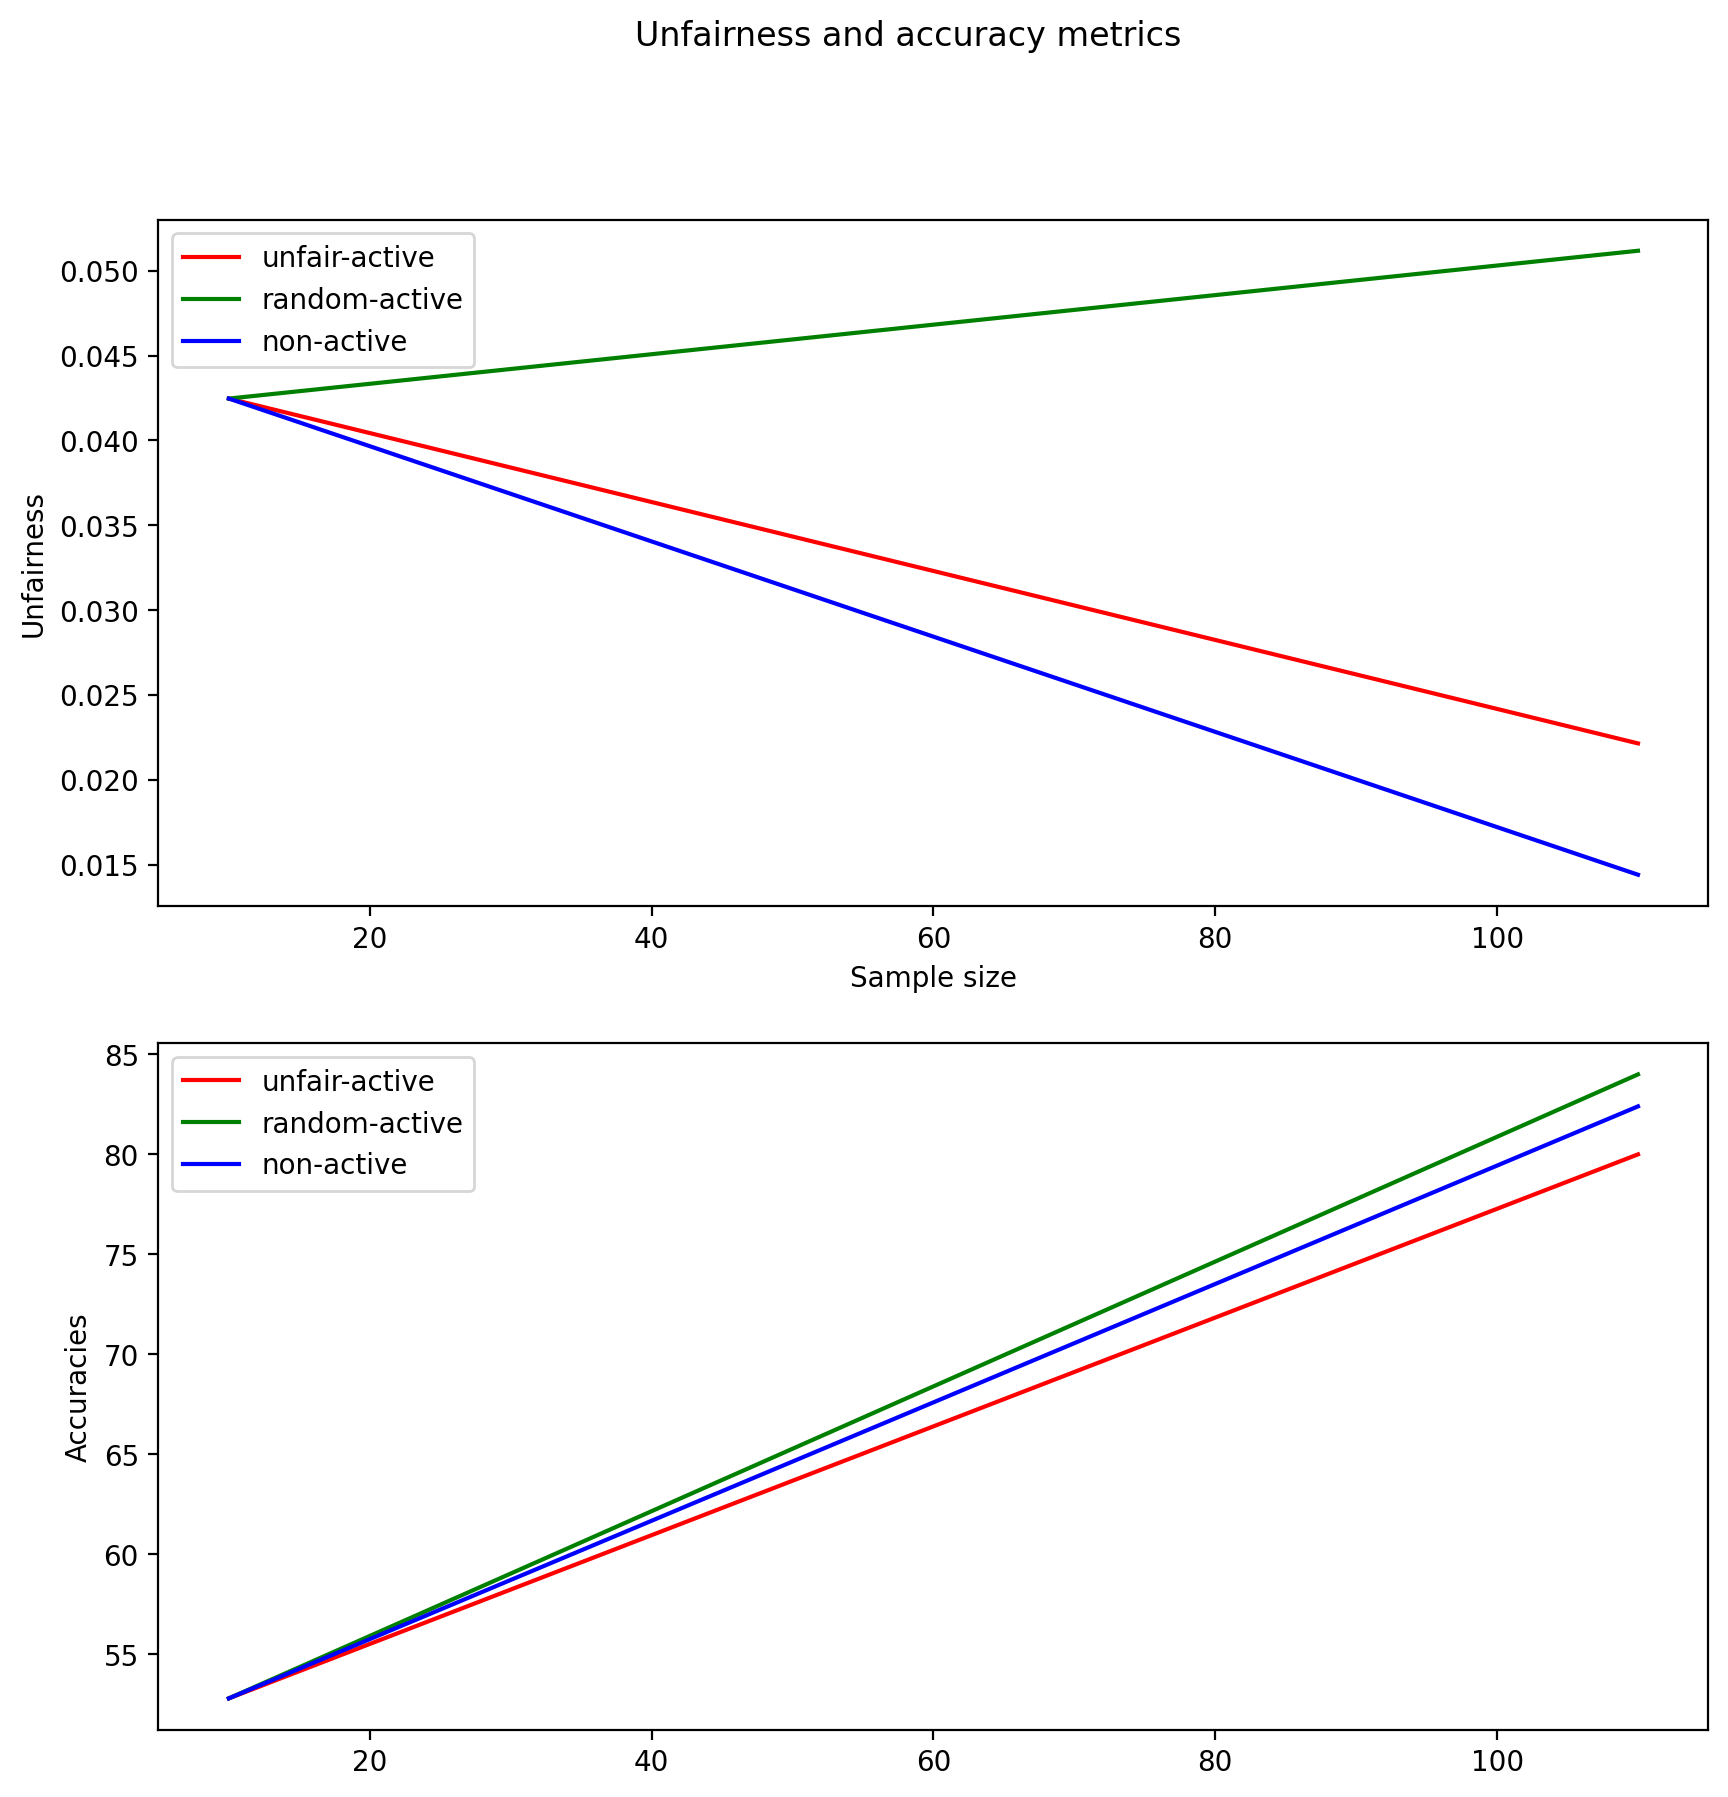 Unfairness and accuracy metrics
unfair-active
random-active
non-active
0.050
0.045
0.040
0.035
0.030
0.025
0.020
0.015
Unfairness
20 40 60 80 100
Sample size
unfair-active
random-active
non-active
85
80
75
70
65
60
55
Accuracies
20 40 60 80 100